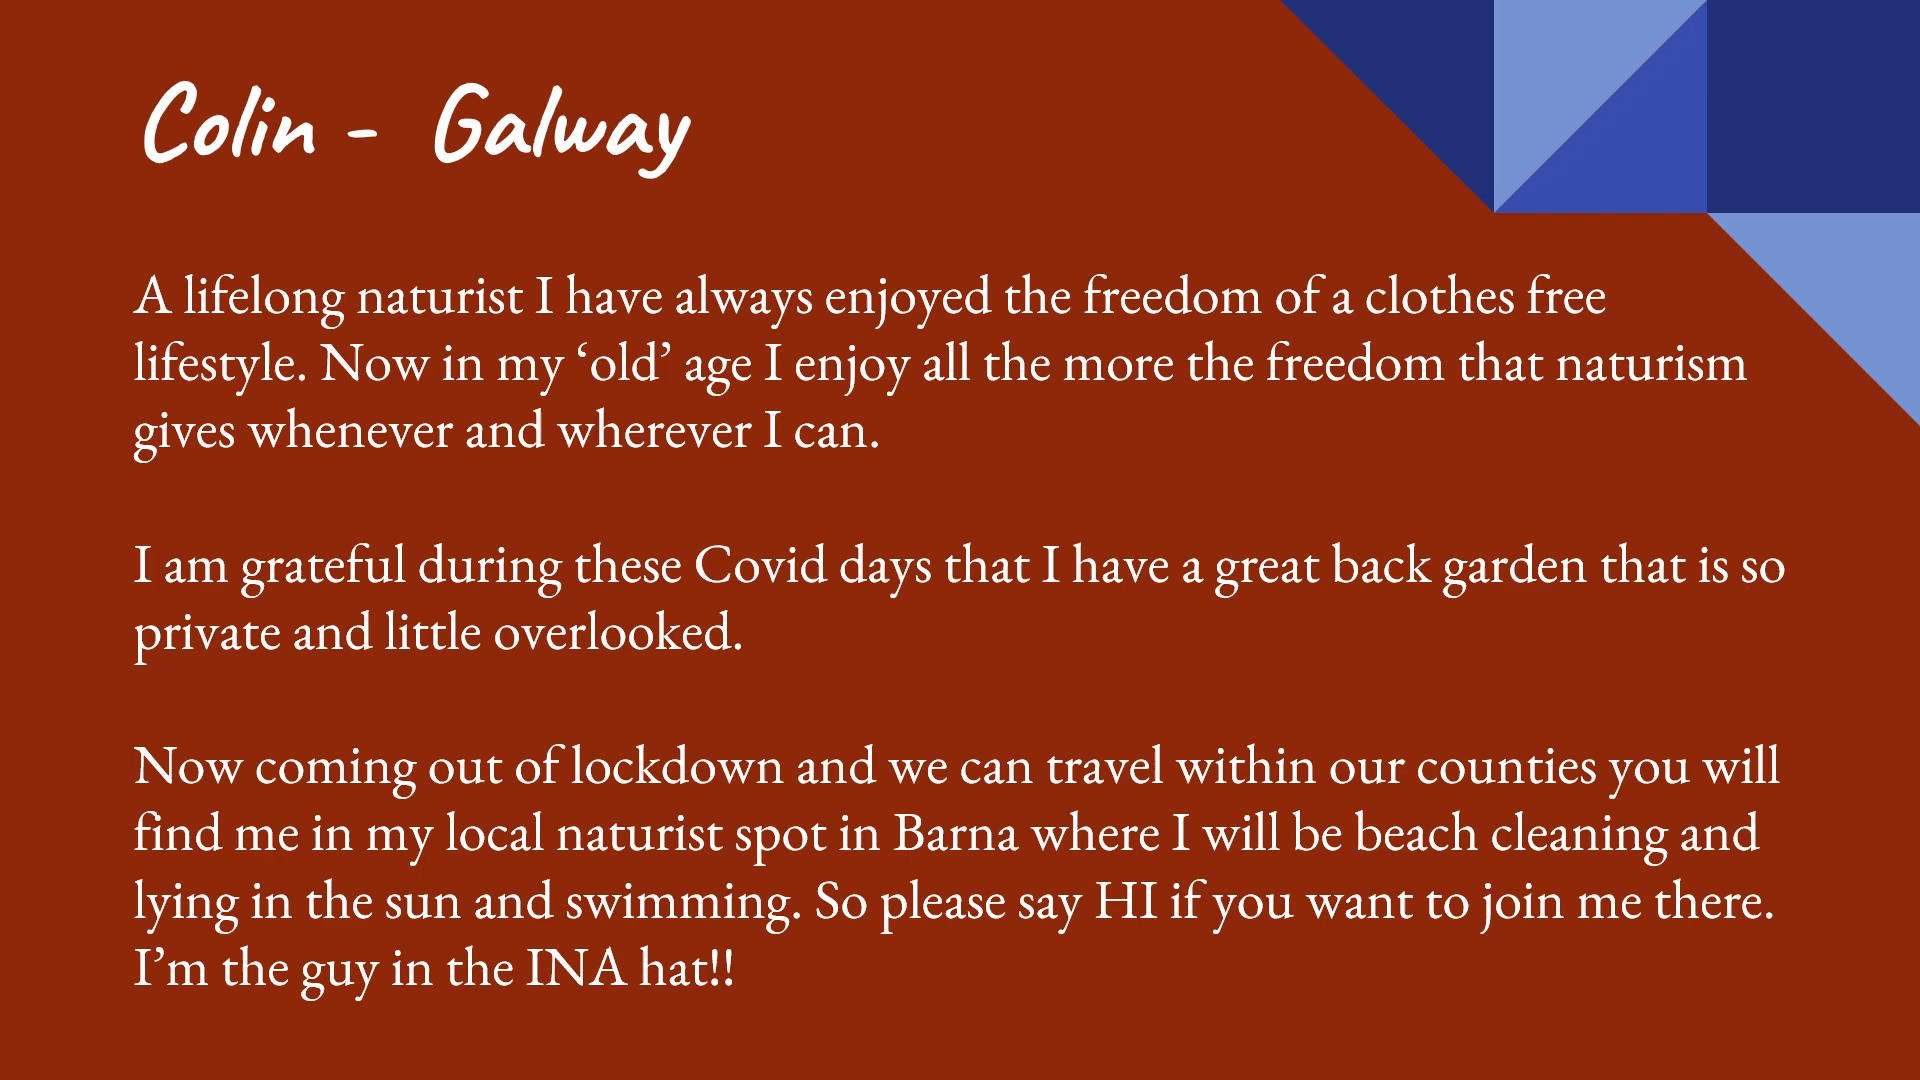 Colin -  Galway
A lifelong naturist I have always enjoyed the freedom of a clothes free
lifestyle. Now in my ‘old’ age I enjoy all the more the freedom that naturism
gives whenever and wherever I can.
I am grateful during these Covid days that I have a great back garden that is so
private and little overlooked.
Now coming out of lockdown and we can travel within our counties you will
find me in my local naturist spot in Barna where I will be beach cleaning and
lying in the sun and swimming. So please say HI if you want to join me there.
I’m the guy in the INA hat!!